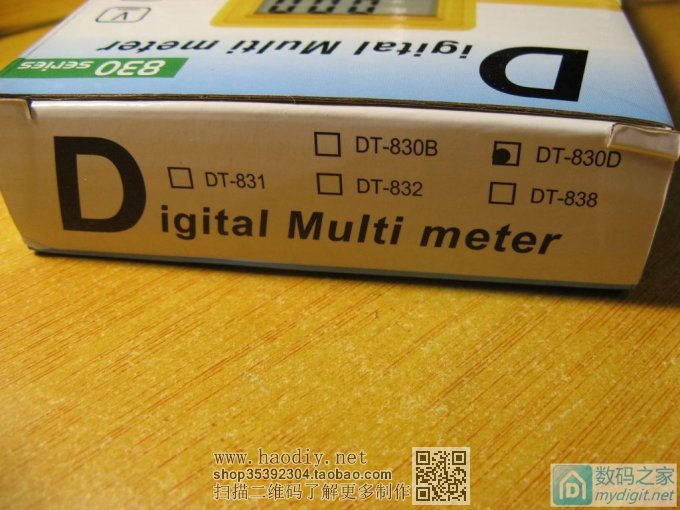 830 series
Digital Multi meter
V
DT-830B
DT-830D
DT-831
DT-832
DT-838
Digital Multi meter
www.haodiy.net
shop35392304.taobao.com
扫描二维码了解更多制作
数码之家
mydigit.net